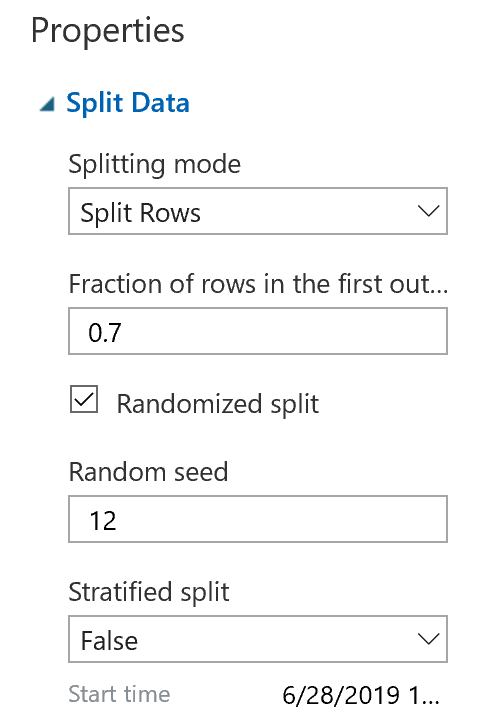 Properties
Split Data
Splitting mode
Split Rows
Fraction of rows in the first out...
0.7
Randomized split
Random seed
12
Stratified split
False
Start time 6/28/2019 1...